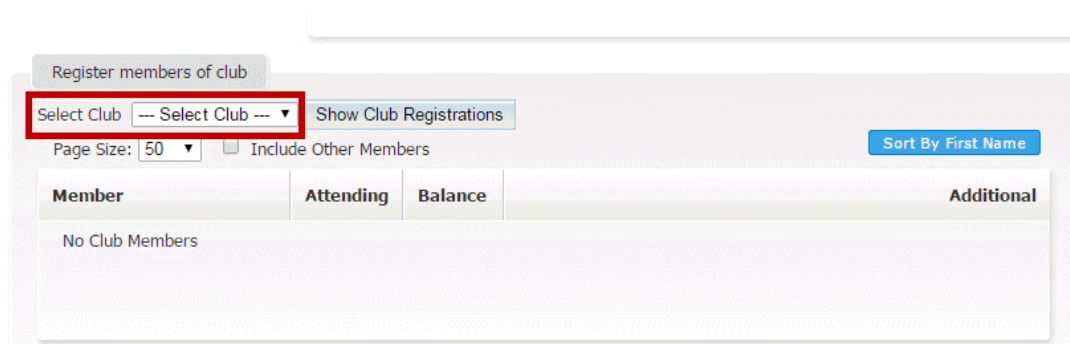 Register members of club
Select Club --- Select Club --- Show Club Registrations
Page Size: 50 Include Other Members Sort By First Name
Member Attending Balance Additional
No Club Members